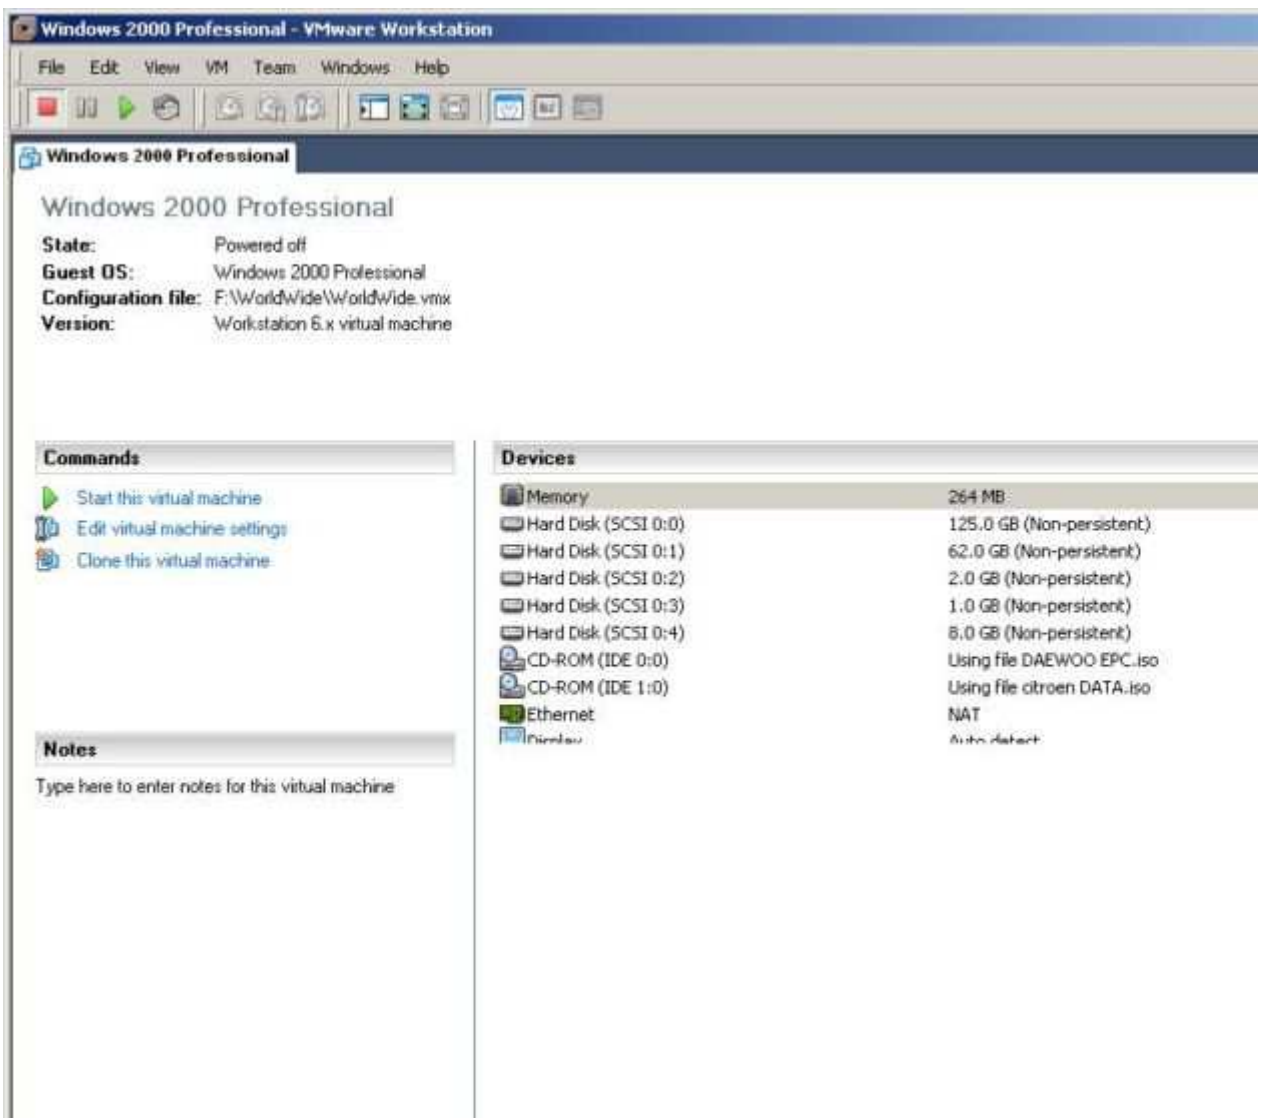 Windows 2000 Professional - VMware Workstation
File Edit View VM Team Windows Help
Windows 2000 Professional
Windows 2000 Professional
State: Powered off
Guest OS: Windows 2000 Professional
Configuration file: F:\WorldWide\WorldWide.vmx
Version: Workstation 6.x virtual machine
Commands
Start this virtual machine
Edit virtual machine settings
Clone this virtual machine
Notes
Type here to enter notes for this virtual machine
Devices
Memory 264 MB
Hard Disk (SCSI 0:0) 125.0 GB (Non-persistent)
Hard Disk (SCSI 0:1) 62.0 GB (Non-persistent)
Hard Disk (SCSI 0:2) 2.0 GB (Non-persistent)
Hard Disk (SCSI 0:3) 1.0 GB (Non-persistent)
Hard Disk (SCSI 0:4) 8.0 GB (Non-persistent)
CD-ROM (IDE 0:0) Using file DAEWOO EPC.iso
CD-ROM (IDE 1:0) Using file citroen DATA.iso
Ethernet NAT
Display Auto detect